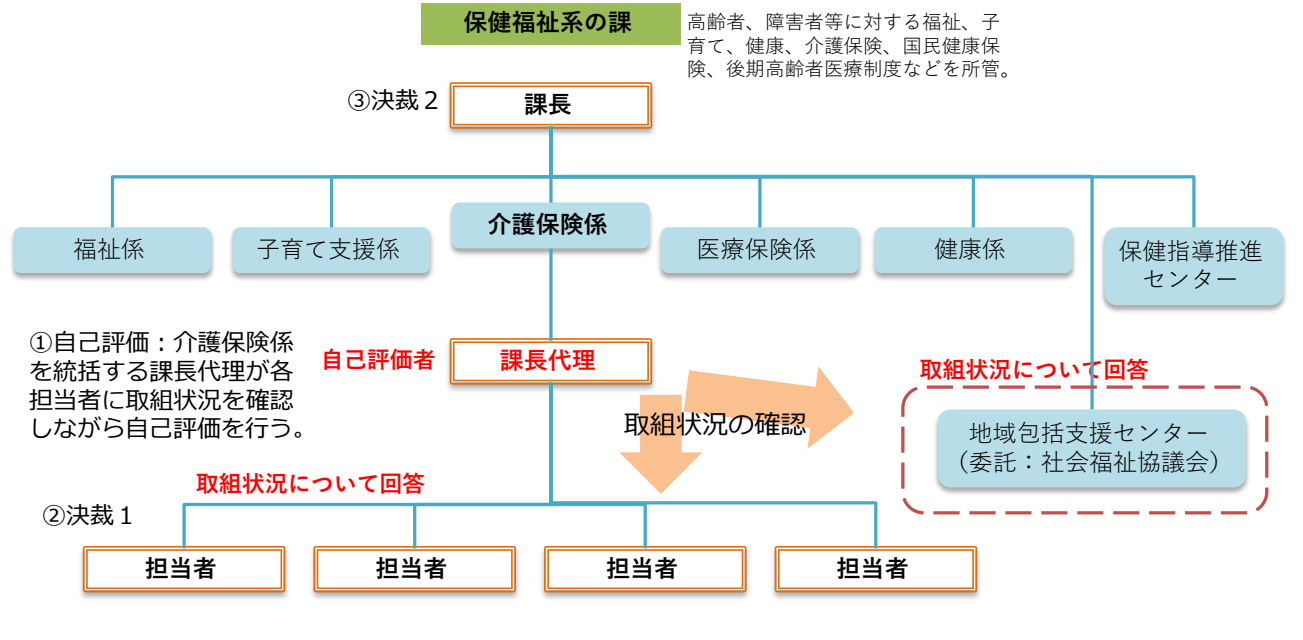 保健福祉系の課
高齢者、障害者等に対する福祉、子
育て、健康、介護保険、国民健康保
険、後期高齢者医療制度などを所管。
③決裁２
課長
福祉係
子育て支援係
介護保険係
医療保険係
健康係
保健指導推進
センター
①自己評価：介護保険係
を統括する課長代理が各
担当者に取組状況を確認
しながら自己評価を行う。
自己評価者
課長代理
取組状況の確認
取組状況について回答
地域包括支援センター
（委託：社会福祉協議会）
取組状況について回答
②決裁１
担当者
担当者
担当者
担当者